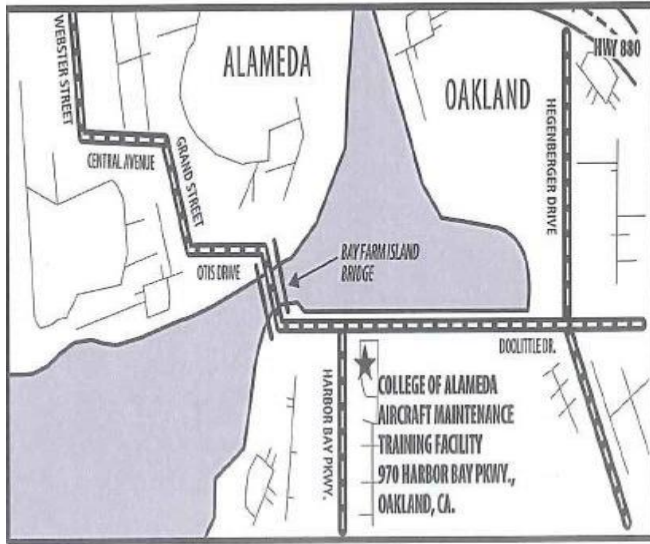 WEBSTER STREET
ALAMEDA
OAKLAND
HWY 880
CENTRAL AVENUE
GRAND STREET
HEGENBERGER DRIVE
OTIS DRIVE
BAY FARM ISLAND
BRIDGE
DOOLITTLE DR.
HARBOR BAY PKWY.
COLLEGE OF ALAMEDA
AIRCRAFT MAINTENANCE
TRAINING FACILITY
970 HARBOR BAY PKWY.,
OAKLAND, CA.